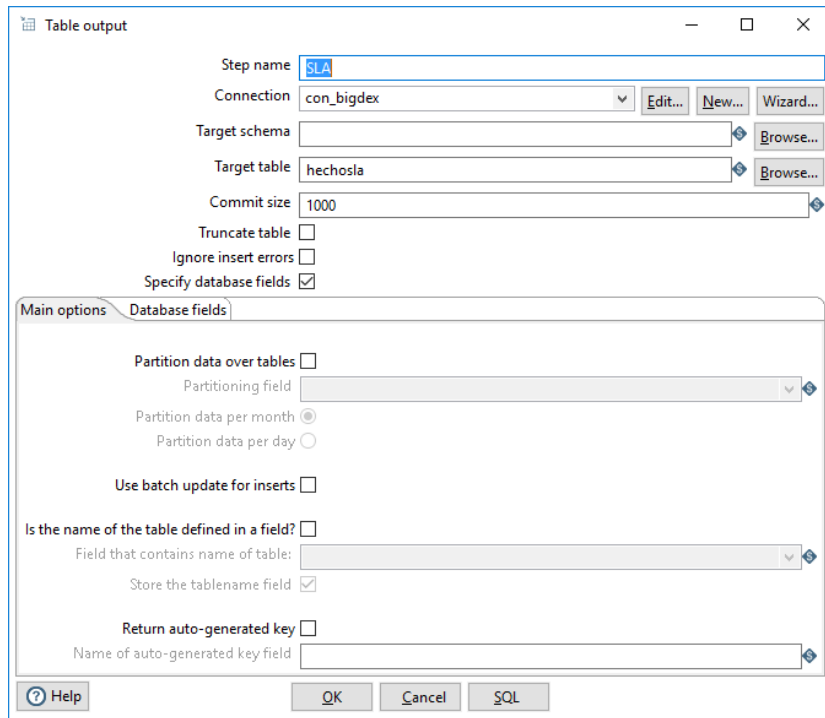 Table output
Step name SLA
Connection con_bigdex Edit... New... Wizard...
Target schema Browse...
Target table hechosla Browse...
Commit size 1000
Truncate table
Ignore insert errors
Specify database fields
Main options Database fields
Partition data over tables
Partitioning field
Partition data per month
Partition data per day
Use batch update for inserts
Is the name of the table defined in a field?
Field that contains name of table:
Store the tablename field
Return auto-generated key
Name of auto-generated key field
Help OK Cancel SQL